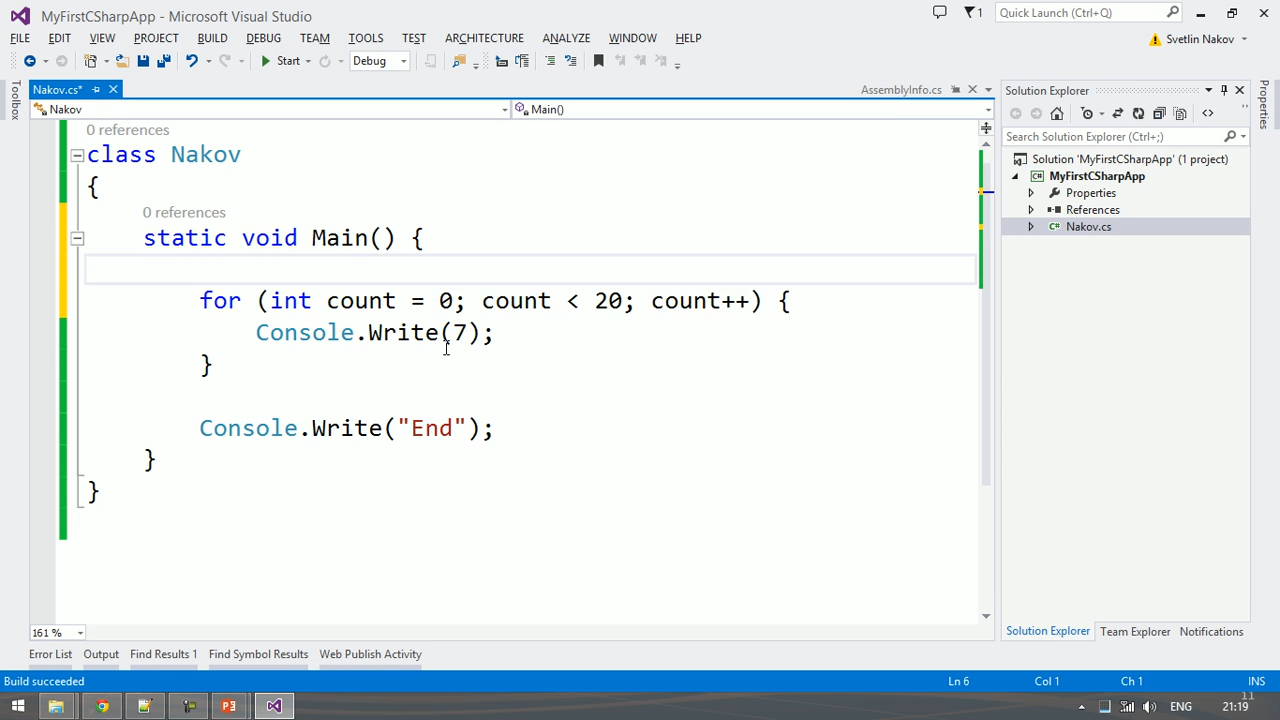 MyFirstCSharpApp - Microsoft Visual Studio
1
Quick Launch (Ctrl+Q)
FILE EDIT VIEW PROJECT BUILD DEBUG TEAM TOOLS TEST ARCHITECTURE ANALYZE WINDOW HELP
Svetlin Nakov
Start Debug
Nakov.cs*
AssemblyInfo.cs
Solution Explorer
Toolbox
Properties
Nakov
Main()
Search Solution Explorer (Ctrl+;)
Solution 'MyFirstCSharpApp' (1 project)
C# MyFirstCSharpApp
Properties
References
C# Nakov.cs
0 references
class Nakov
{
0 references
static void Main() {
for (int count = 0; count < 20; count++) {
Console.Write(7);
}
Console.Write("End");
}
}
161 %
Solution Explorer Team Explorer Notifications
Error List Output Find Results 1 Find Symbol Results Web Publish Activity
Build succeeded Ln 6 Col 1 Ch 1 INS
11
ENG 21:19